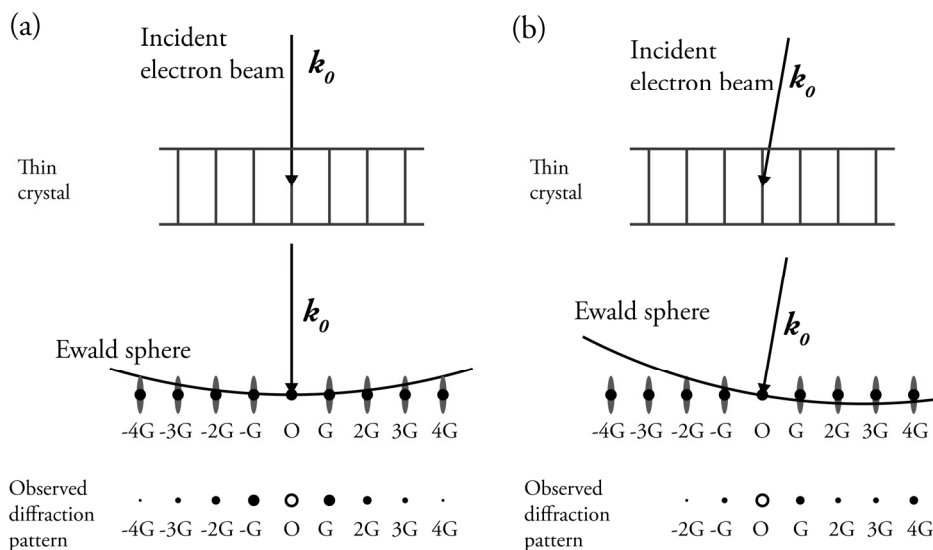 (a)
Incident
electron beam
k₀
Thin
crystal
k₀
Ewald sphere
-4G -3G -2G -G O G 2G 3G 4G
Observed
diffraction
pattern
-4G -3G -2G -G O G 2G 3G 4G
(b)
Incident
electron beam
k₀
Thin
crystal
Ewald sphere
k₀
-4G -3G -2G -G O G 2G 3G 4G
Observed
diffraction
pattern
-2G -G O G 2G 3G 4G